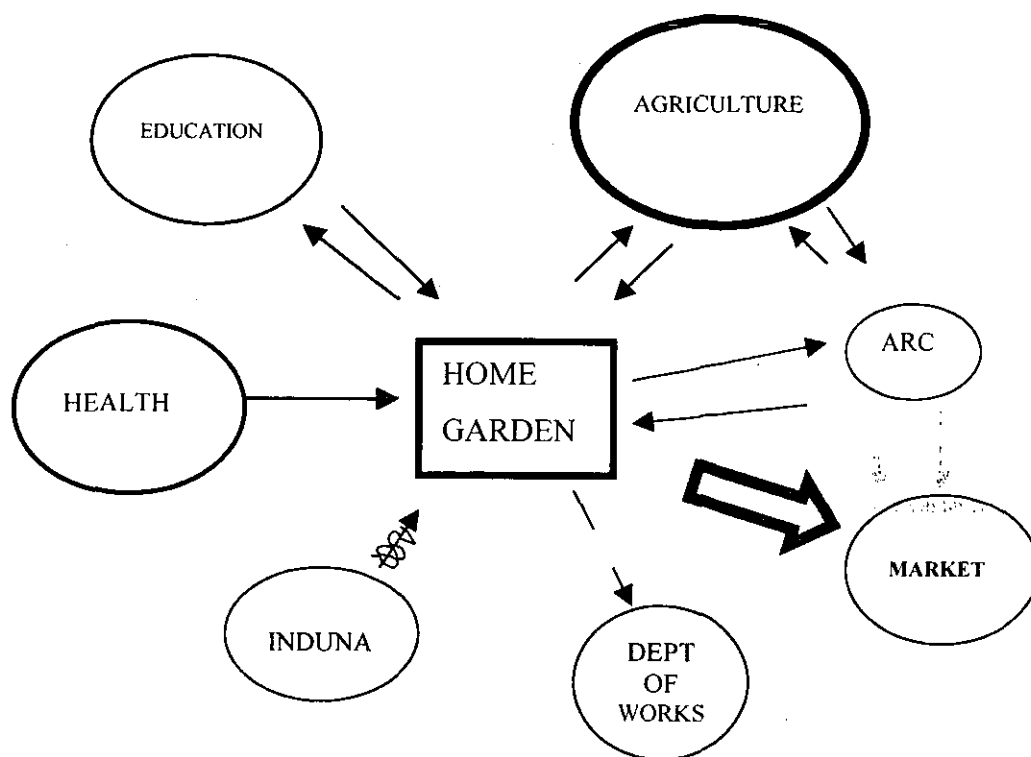 EDUCATION
AGRICULTURE
HEALTH
HOME
GARDEN
ARC
MARKET
INDUNA
DEPT
OF
WORKS